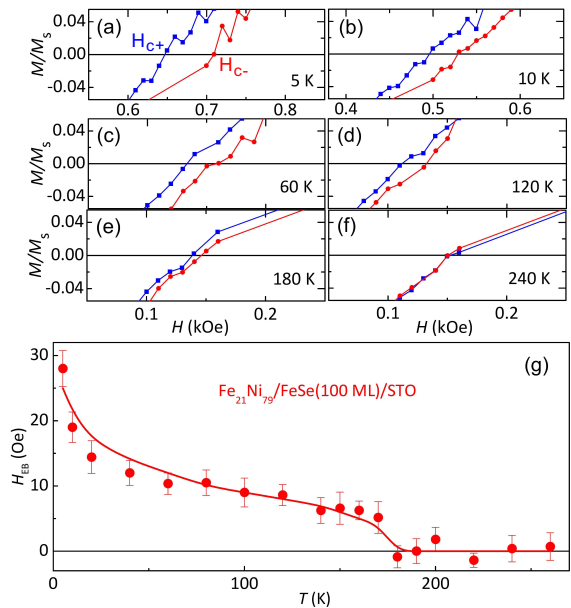 (a)
(b)
H_c+
H_c-
5 K
10 K
M/M_s
0.04
0.00
-0.04
0.6
0.7
0.8
0.4
0.5
0.6
(c)
(d)
60 K
120 K
M/M_s
0.04
0.00
-0.04
(e)
(f)
180 K
240 K
M/M_s
0.04
0.00
-0.04
0.1
0.2
0.1
0.2
H (kOe)
H (kOe)
(g)
Fe21Ni79/FeSe(100 ML)/STO
H_EB (Oe)
30
20
10
0
0
100
200
T (K)